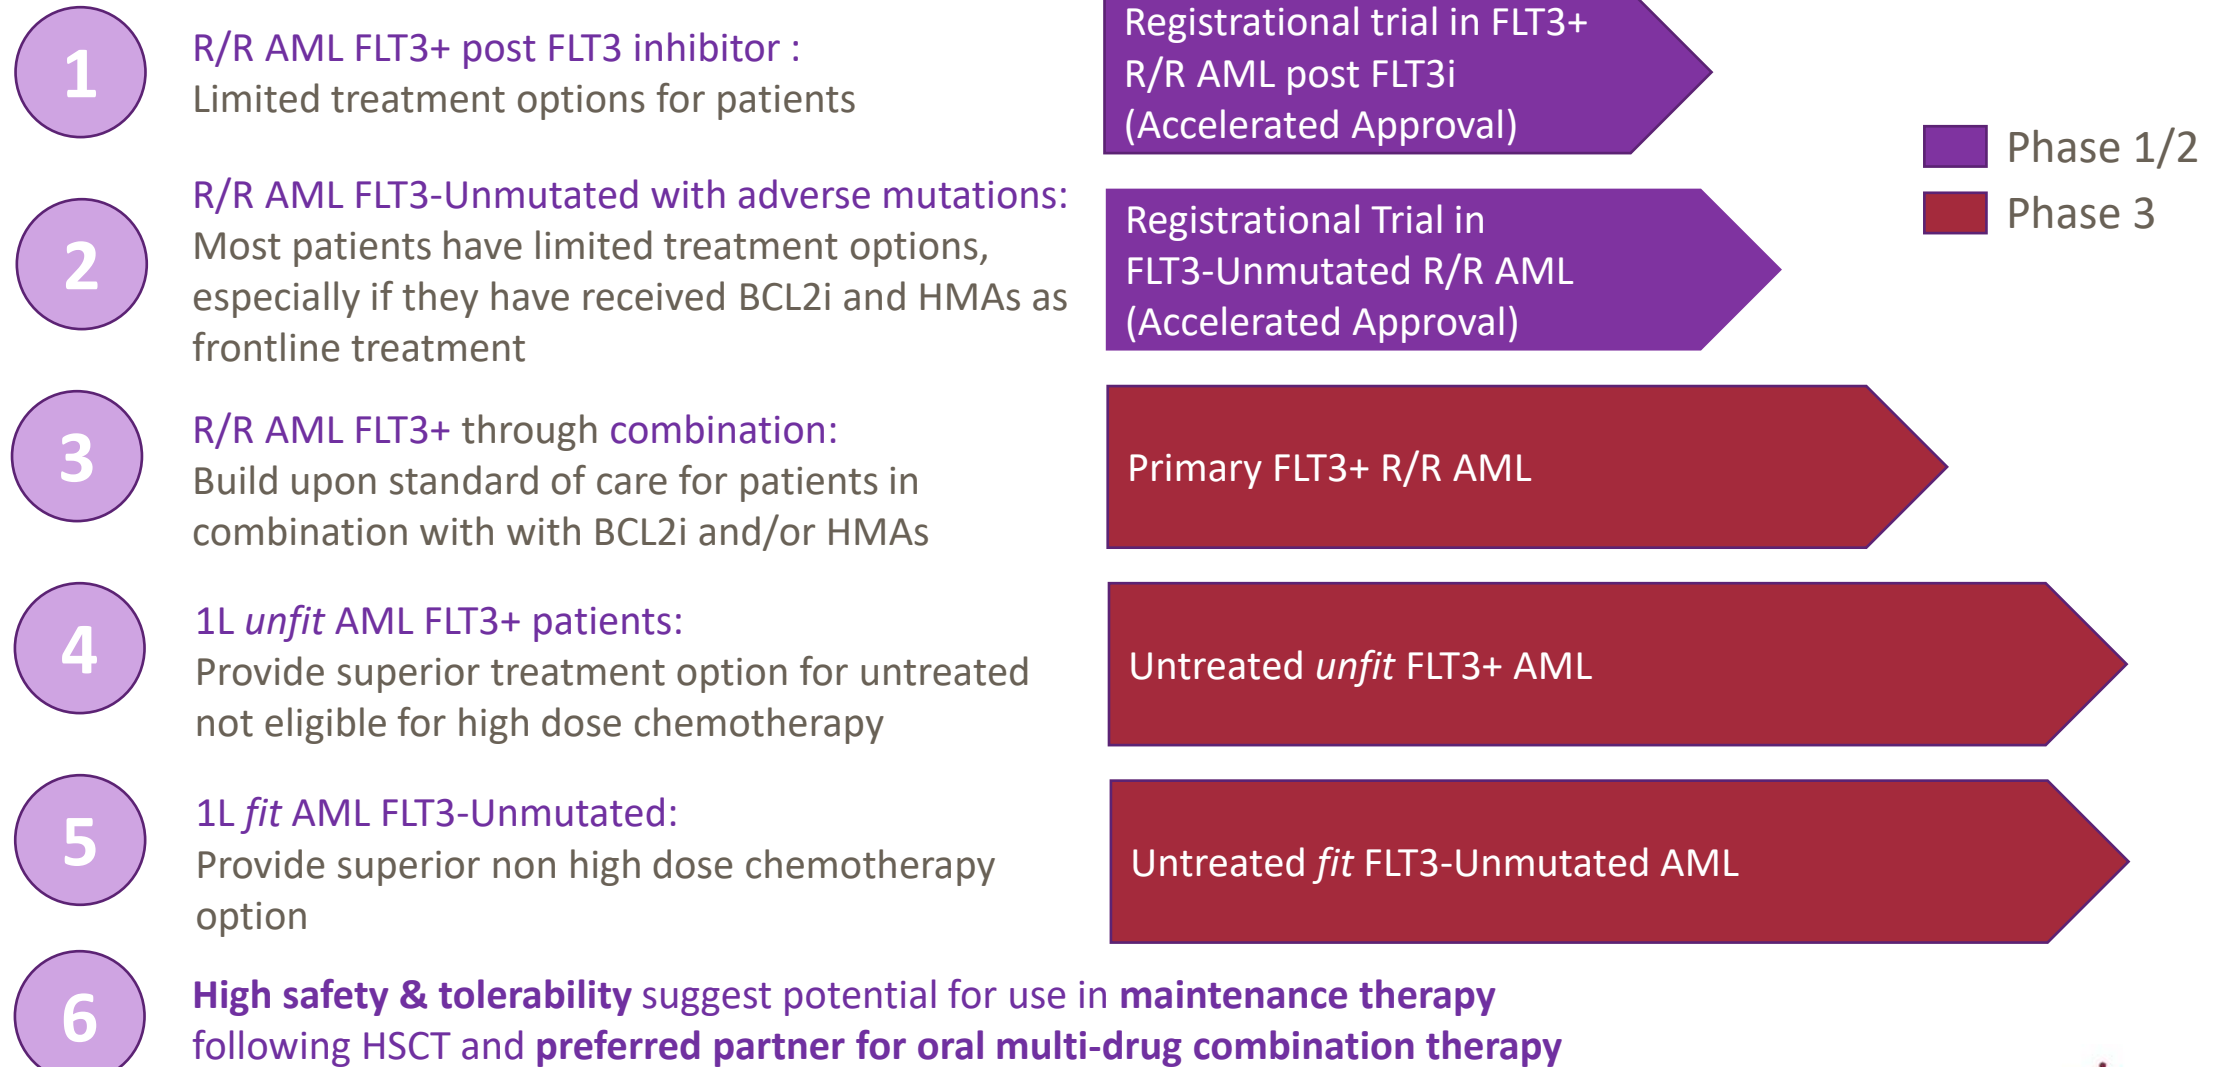 1
R/R AML FLT3+ post FLT3 inhibitor :
Limited treatment options for patients
Registrational trial in FLT3+
R/R AML post FLT3i
(Accelerated Approval)
Phase 1/2
Phase 3
2
R/R AML FLT3-Unmutated with adverse mutations:
Most patients have limited treatment options,
especially if they have received BCL2i and HMAs as
frontline treatment
Registrational Trial in
FLT3-Unmutated R/R AML
(Accelerated Approval)
3
R/R AML FLT3+ through combination:
Build upon standard of care for patients in
combination with with BCL2i and/or HMAs
Primary FLT3+ R/R AML
4
1L unfit AML FLT3+ patients:
Provide superior treatment option for untreated
not eligible for high dose chemotherapy
Untreated unfit FLT3+ AML
5
1L fit AML FLT3-Unmutated:
Provide superior non high dose chemotherapy
option
Untreated fit FLT3-Unmutated AML
6
High safety & tolerability suggest potential for use in maintenance therapy
following HSCT and preferred partner for oral multi-drug combination therapy